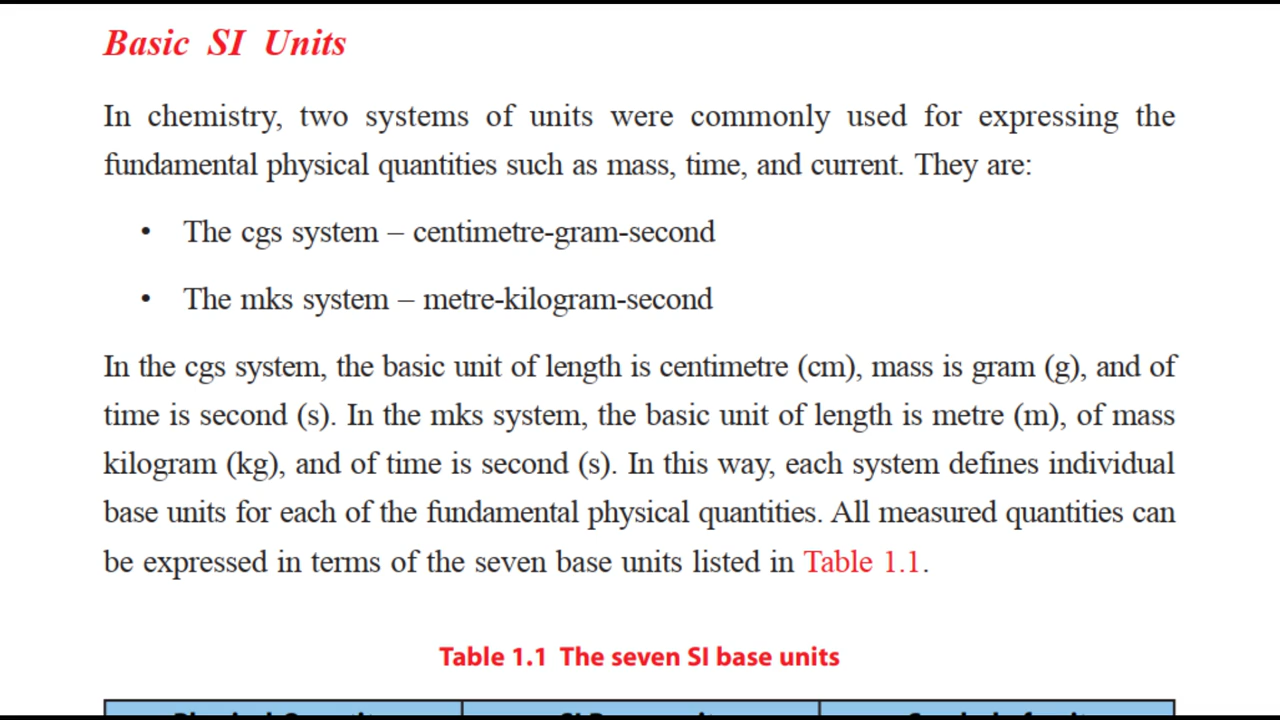 Basic SI Units
In chemistry, two systems of units were commonly used for expressing the
fundamental physical quantities such as mass, time, and current. They are:
• The cgs system – centimetre-gram-second
• The mks system – metre-kilogram-second
In the cgs system, the basic unit of length is centimetre (cm), mass is gram (g), and of
time is second (s). In the mks system, the basic unit of length is metre (m), of mass
kilogram (kg), and of time is second (s). In this way, each system defines individual
base units for each of the fundamental physical quantities. All measured quantities can
be expressed in terms of the seven base units listed in Table 1.1.
Table 1.1 The seven SI base units